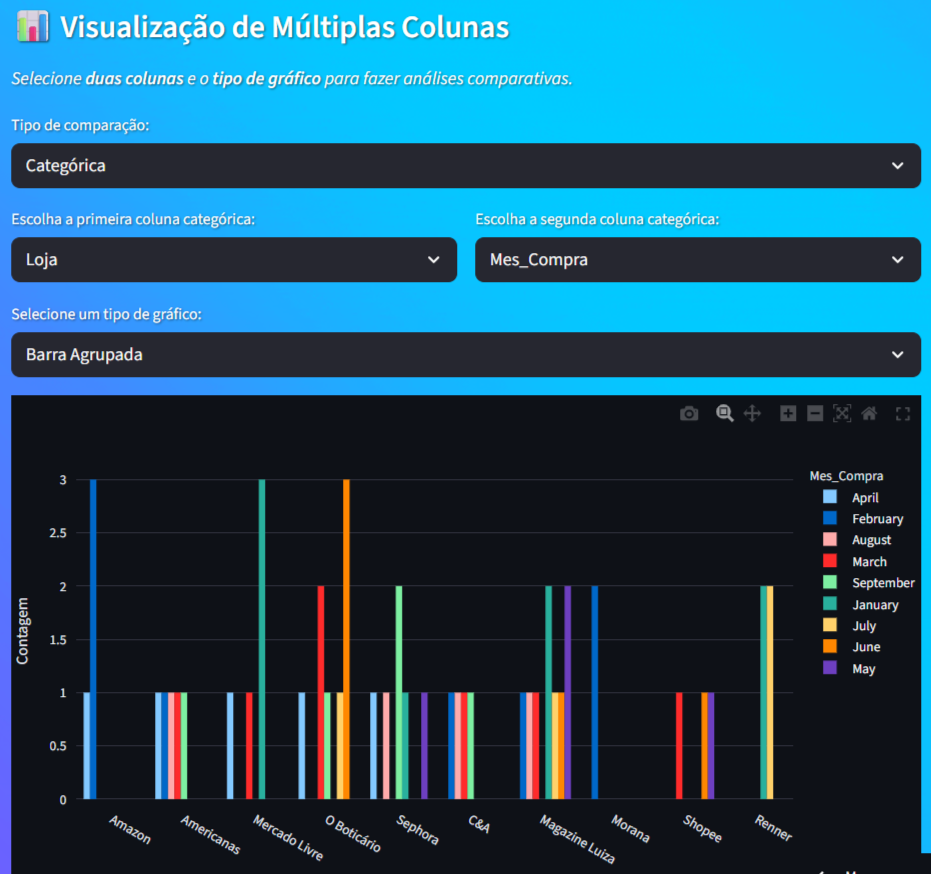 Visualização de Múltiplas Colunas
Selecione duas colunas e o tipo de gráfico para fazer análises comparativas.
Tipo de comparação:
Categórica
Escolha a primeira coluna categórica:
Escolha a segunda coluna categórica:
Loja
Mes_Compra
Selecione um tipo de gráfico:
Barra Agrupada
Mes_Compra
April
February
August
March
September
January
July
June
May
Contagem
3
2.5
2
1.5
1
0.5
0
Amazon
Americanas
Mercado Livre
O Boticário
Sephora
C&A
Magazine Luiza
Morana
Shopee
Renner